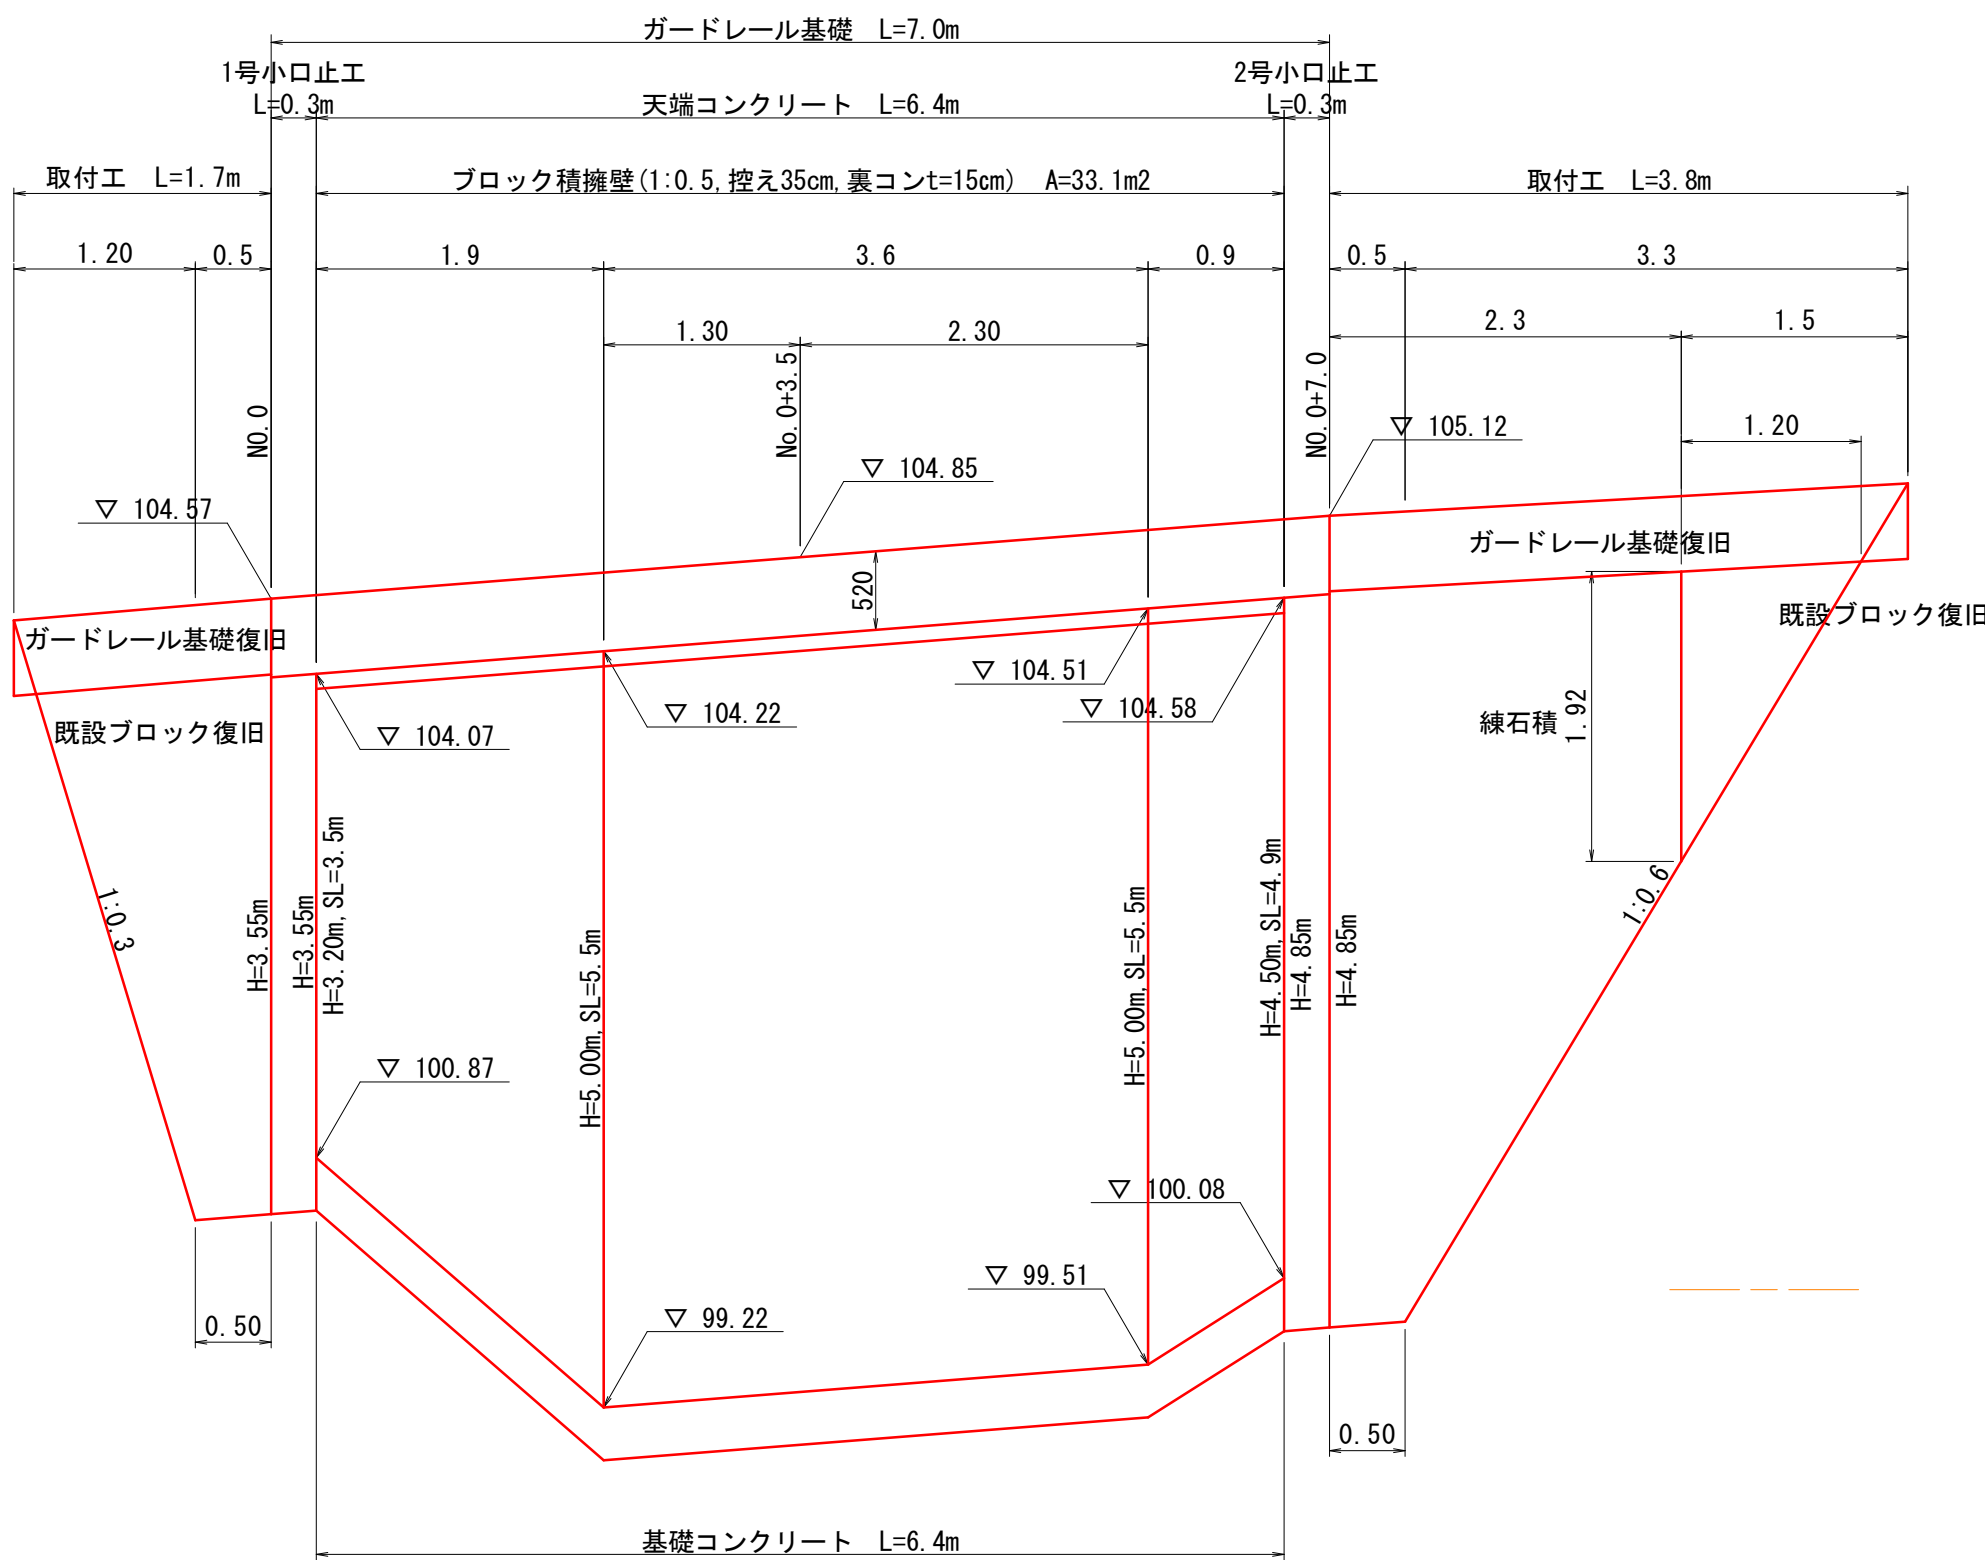 ガードレール基礎　L=7.0m
1号小口止工
L=0.3m
2号小口止工
L=0.3m
天端コンクリート　L=6.4m
取付工　L=1.7m
ブロック積擁壁(1:0.5,控え35cm,裏コンt=15cm)　A=33.1m2
取付工　L=3.8m
1.20
0.5
1.9
3.6
0.9
0.5
3.3
1.30
2.30
2.3
1.5
NO.0
No.0+3.5
NO.0+7.0
▽ 105.12
1.20
▽ 104.85
▽ 104.57
ガードレール基礎復旧
520
ガードレール基礎復旧
既設ブロック復旧
▽ 104.51
▽ 104.58
▽ 104.22
▽ 104.07
既設ブロック復旧
練石積
1.92
1:0.3
H=3.55m
H=3.55m
H=3.20m,SL=3.5m
H=5.00m,SL=5.5m
H=5.00m,SL=5.5m
H=4.50m,SL=4.9m
H=4.85m
H=4.85m
1:0.6
▽ 100.87
▽ 100.08
▽ 99.51
▽ 99.22
0.50
0.50
基礎コンクリート　L=6.4m